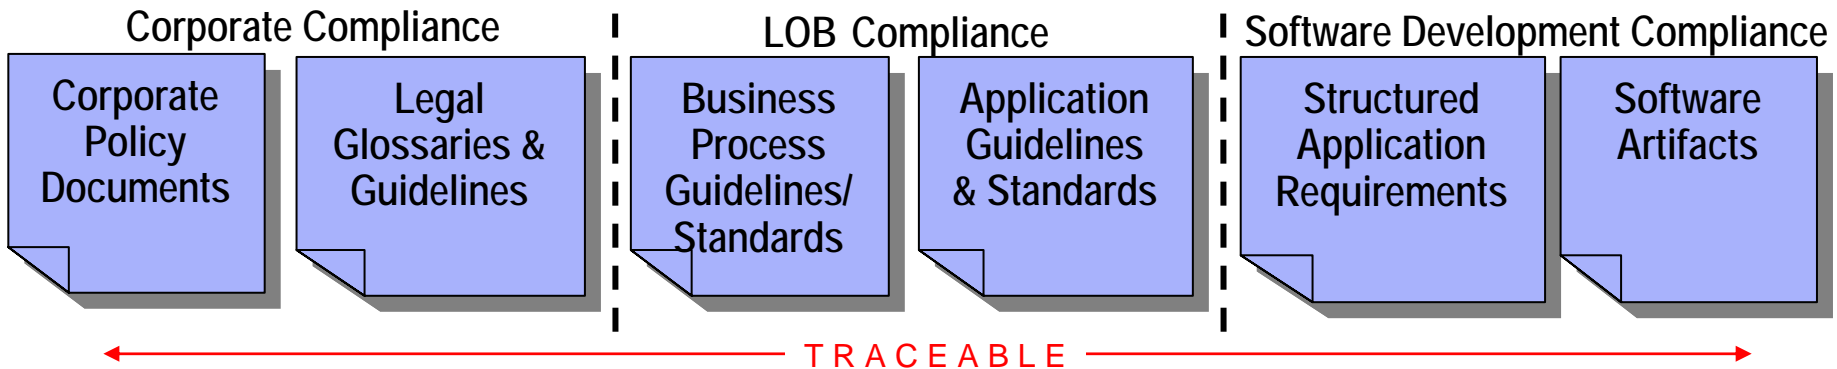 Corporate Compliance
Corporate
Policy
Documents
Legal
Glossaries &
Guidelines
LOB Compliance
Business
Process
Guidelines/
Standards
Application
Guidelines
& Standards
Software Development Compliance
Structured
Application
Requirements
Software
Artifacts
TRACEABLE